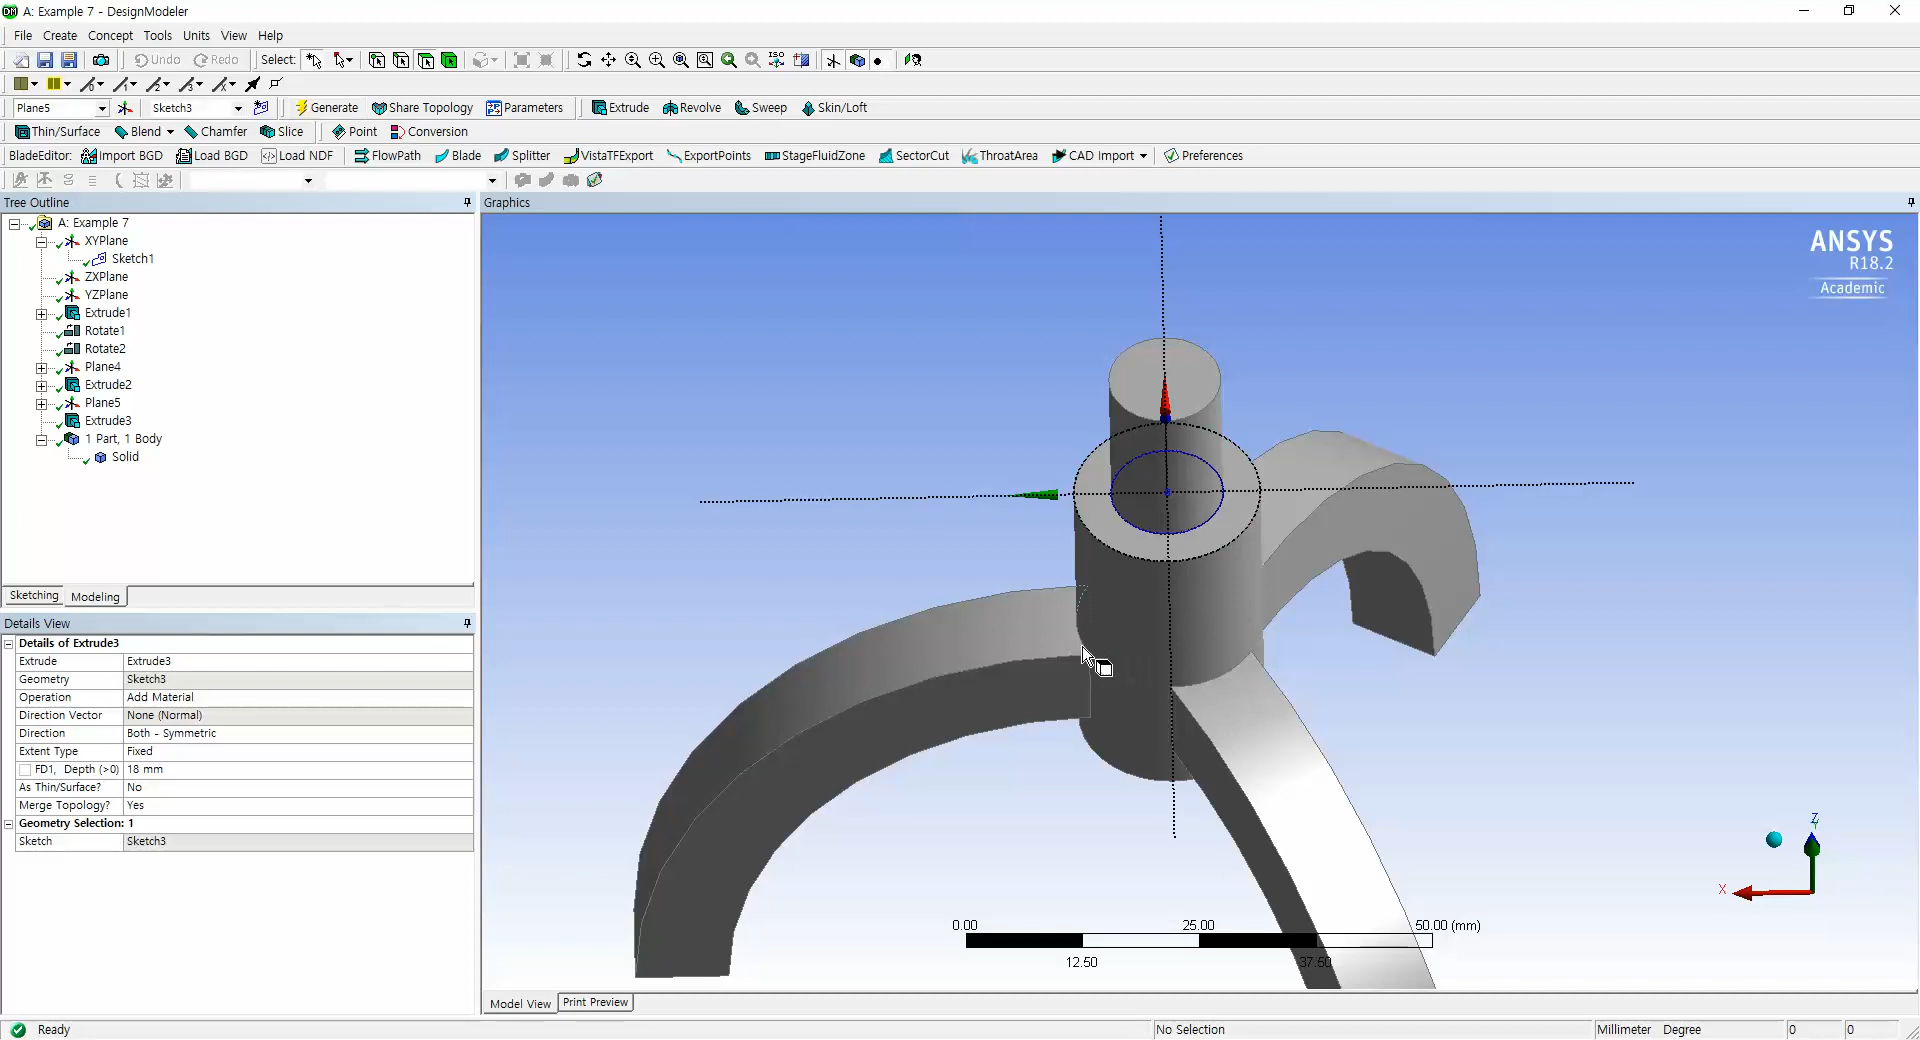 A: Example 7 - DesignModeler
File Create Concept Tools Units View Help
Undo Redo Select:
Plane5 Sketch3 Generate Share Topology Parameters Extrude Revolve Sweep Skin/Loft
Thin/Surface Blend Chamfer Slice Point Conversion
BladeEditor: Import BGD Load BGD Load NDF FlowPath Blade Splitter VistaTFExport ExportPoints StageFluidZone SectorCut ThroatArea CAD Import Preferences
Tree Outline
A: Example 7
XYPlane
Sketch1
ZXPlane
YZPlane
Extrude1
Rotate1
Rotate2
Plane4
Extrude2
Plane5
Extrude3
1 Part, 1 Body
Solid
Sketching Modeling
Details View
Details of Extrude3
Extrude Extrude3
Geometry Sketch3
Operation Add Material
Direction Vector None (Normal)
Direction Both - Symmetric
Extent Type Fixed
FD1, Depth (>0) 18 mm
As Thin/Surface? No
Merge Topology? Yes
Geometry Selection: 1
Sketch Sketch3
Graphics
ANSYS
R18.2
Academic
Z
X
0.00 25.00 50.00 (mm)
12.50 37.50
Model View Print Preview
Ready No Selection Millimeter Degree 0 0